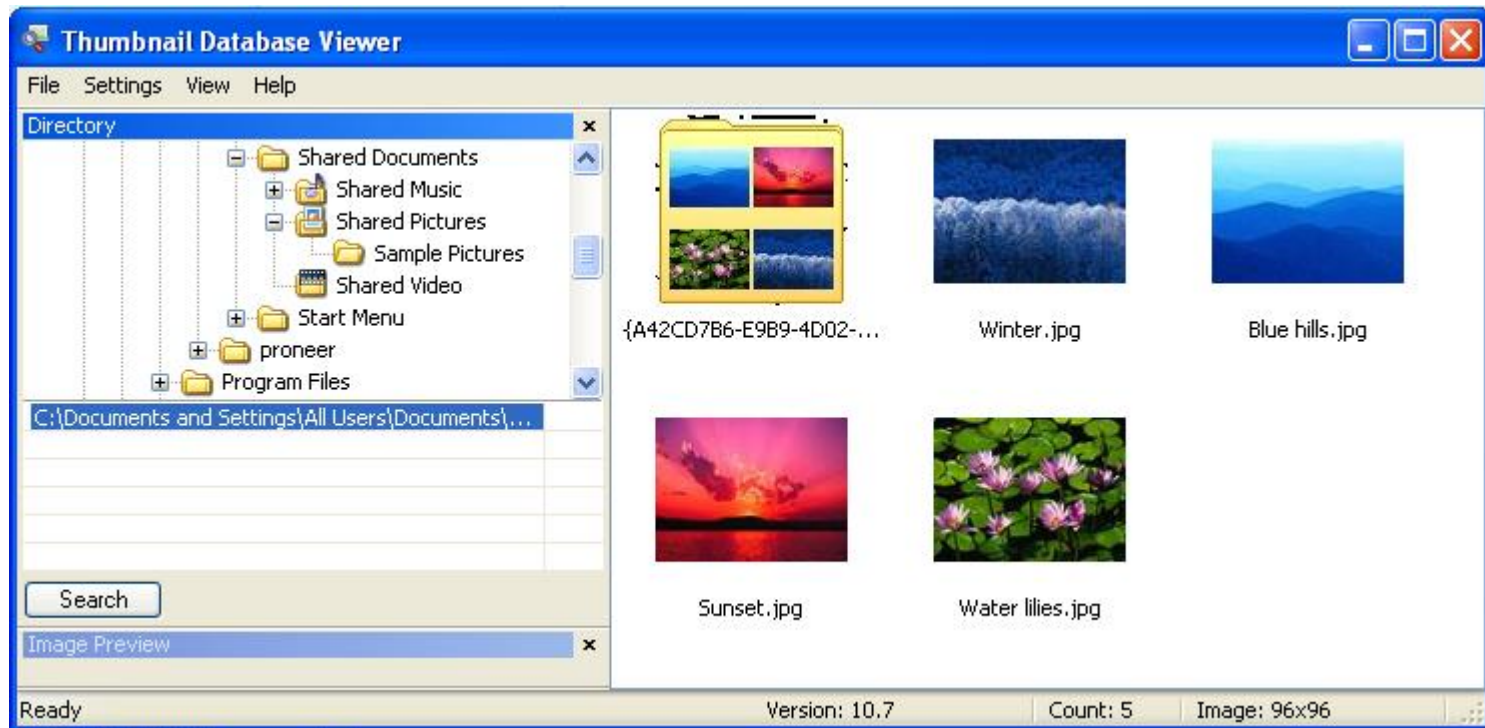 Thumbnail Database Viewer
File Settings View Help
Directory
Shared Documents
Shared Music
Shared Pictures
Sample Pictures
Shared Video
Start Menu
proneer
Program Files
C:\Documents and Settings\All Users\Documents\...
Search
Image Preview
{A42CD7B6-E9B9-4D02-...
Winter.jpg
Blue hills.jpg
Sunset.jpg
Water lilies.jpg
Ready
Version: 10.7
Count: 5
Image: 96x96